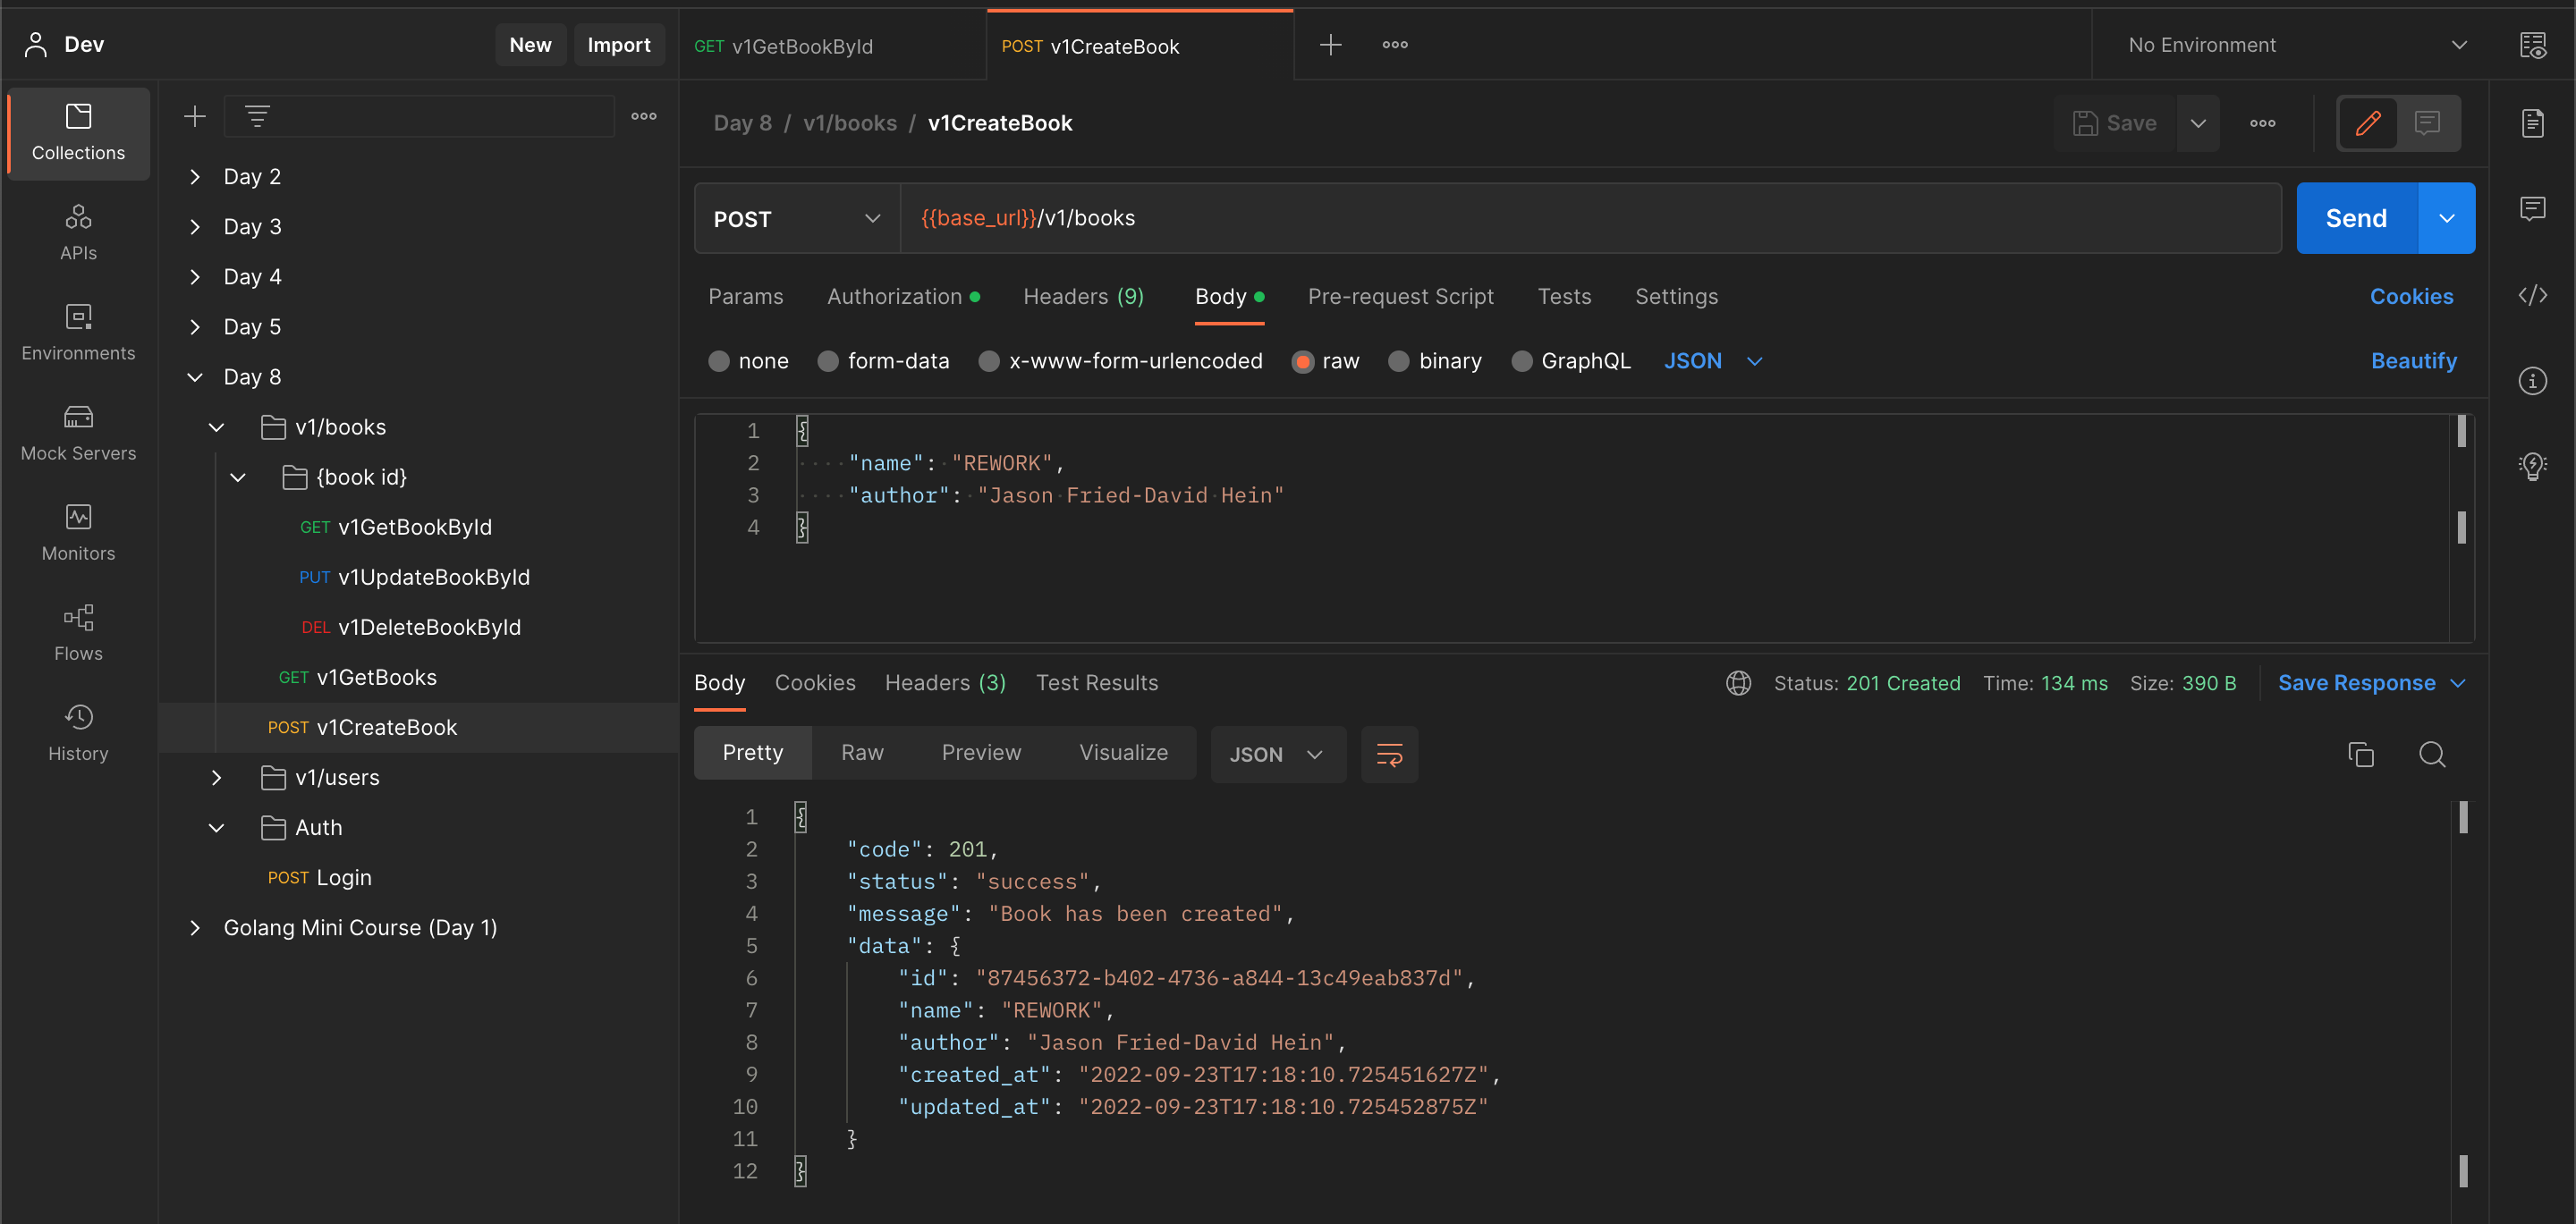 Dev
New
Import
GET v1GetBookById
POST v1CreateBook
No Environment
Collections
APIs
Environments
Mock Servers
Monitors
Flows
History
Day 2
Day 3
Day 4
Day 5
Day 8
v1/books
{book id}
GET v1GetBookById
PUT v1UpdateBookById
DEL v1DeleteBookById
GET v1GetBooks
POST v1CreateBook
v1/users
Auth
POST Login
Golang Mini Course (Day 1)
Day 8 / v1/books / v1CreateBook
Save
POST
{{base_url}}/v1/books
Send
Params
Authorization
Headers (9)
Body
Pre-request Script
Tests
Settings
Cookies
none
form-data
x-www-form-urlencoded
raw
binary
GraphQL
JSON
Beautify
1 {
2 "name": "REWORK",
3 "author": "Jason Fried-David Hein"
4 }
Body
Cookies
Headers (3)
Test Results
Status: 201 Created
Time: 134 ms
Size: 390 B
Save Response
Pretty
Raw
Preview
Visualize
JSON
1 {
2 "code": 201,
3 "status": "success",
4 "message": "Book has been created",
5 "data": {
6 "id": "87456372-b402-4736-a844-13c49eab837d",
7 "name": "REWORK",
8 "author": "Jason Fried-David Hein",
9 "created_at": "2022-09-23T17:18:10.725451627Z",
10 "updated_at": "2022-09-23T17:18:10.725452875Z"
11 }
12 }